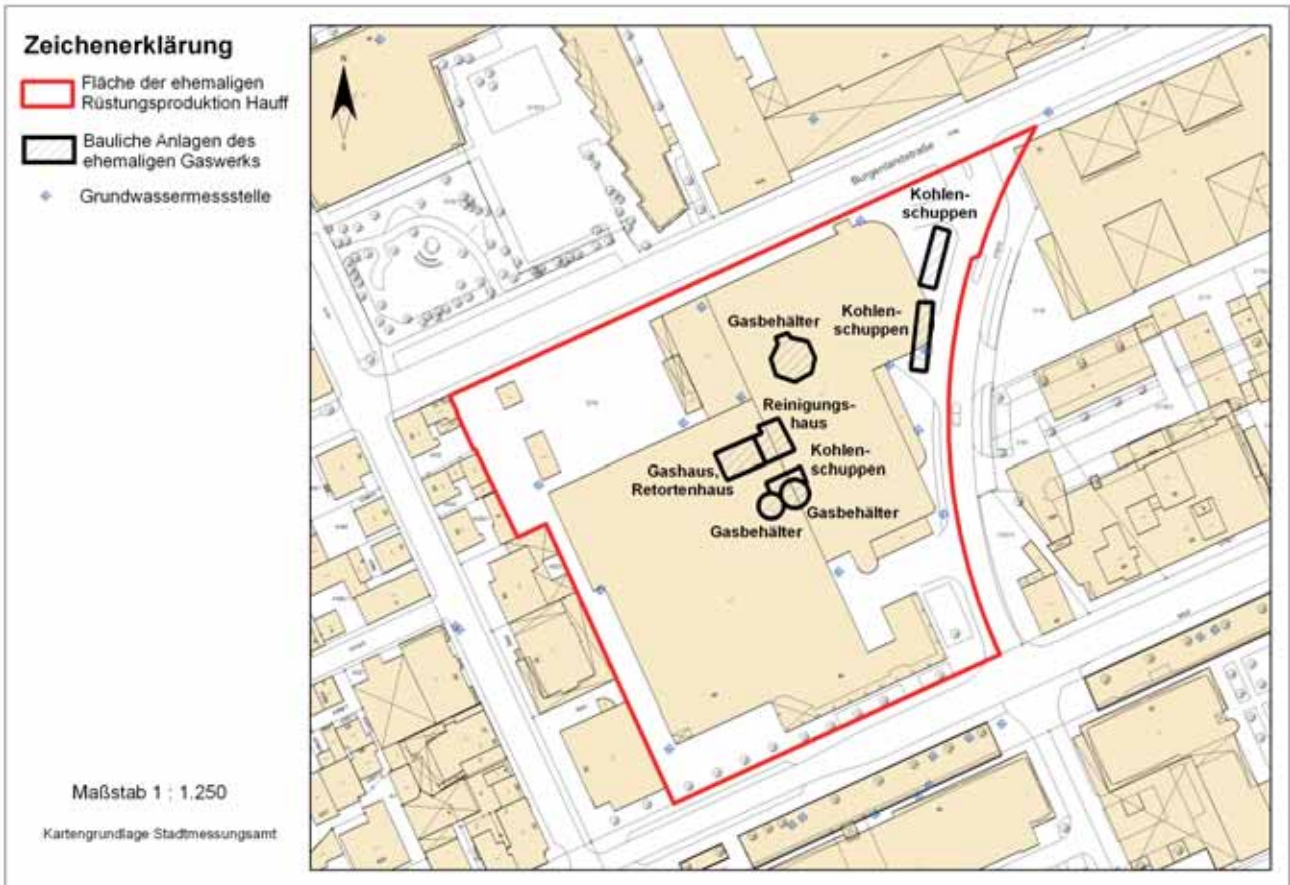 Zeichenerklärung
Fläche der ehemaligen
Rüstungsproduktion Hauff
Bauliche Anlagen des
ehemaligen Gaswerks
Grundwassermessstelle
Maßstab 1 : 1.250
Kartengrundlage Stadtmessungsamt
N
Burgenlandstraße
Kohlen-
schuppen
Kohlen-
schuppen
Gasbehälter
Reinigungs-
haus
Kohlen-
schuppen
Gashaus,
Retortenhaus
Gasbehälter
Gasbehälter